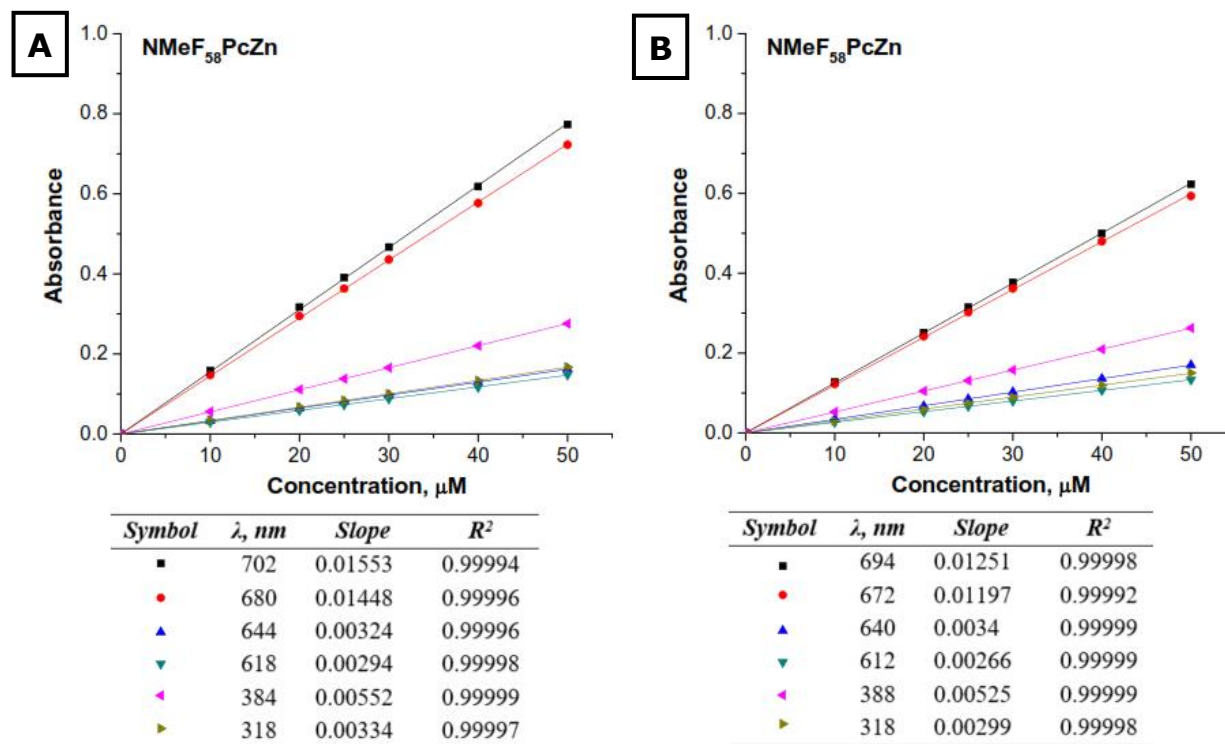 A
NMeF₅₈PcZn
1.0
0.8
0.6
0.4
0.2
0.0
Absorbance
0 10 20 30 40 50
Concentration, μM
Symbol λ, nm Slope R²
■ 702 0.01553 0.99994
● 680 0.01448 0.99996
▲ 644 0.00324 0.99996
▼ 618 0.00294 0.99998
◄ 384 0.00552 0.99999
► 318 0.00334 0.99997
B
NMeF₅₈PcZn
1.0
0.8
0.6
0.4
0.2
0.0
Absorbance
0 10 20 30 40 50
Concentration, μM
Symbol λ, nm Slope R²
■ 694 0.01251 0.99998
● 672 0.01197 0.99992
▲ 640 0.0034 0.99999
▼ 612 0.00266 0.99999
◄ 388 0.00525 0.99999
► 318 0.00299 0.99998